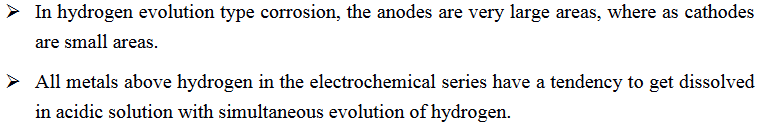 ➢ In hydrogen evolution type corrosion, the anodes are very large areas, where as cathodes
are small areas.
➢ All metals above hydrogen in the electrochemical series have a tendency to get dissolved
in acidic solution with simultaneous evolution of hydrogen.